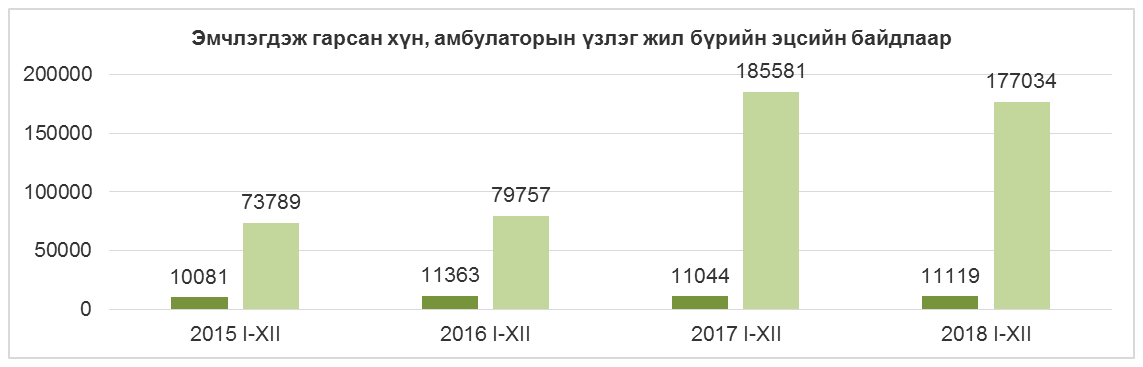 Эмчлэгдэж гарсан хүн, амбулаторын үзлэг жил бүрийн эцсийн байдлаар
200000
150000
100000
50000
0
10081
73789
11363
79757
11044
185581
11119
177034
2015 I-XII
2016 I-XII
2017 I-XII
2018 I-XII